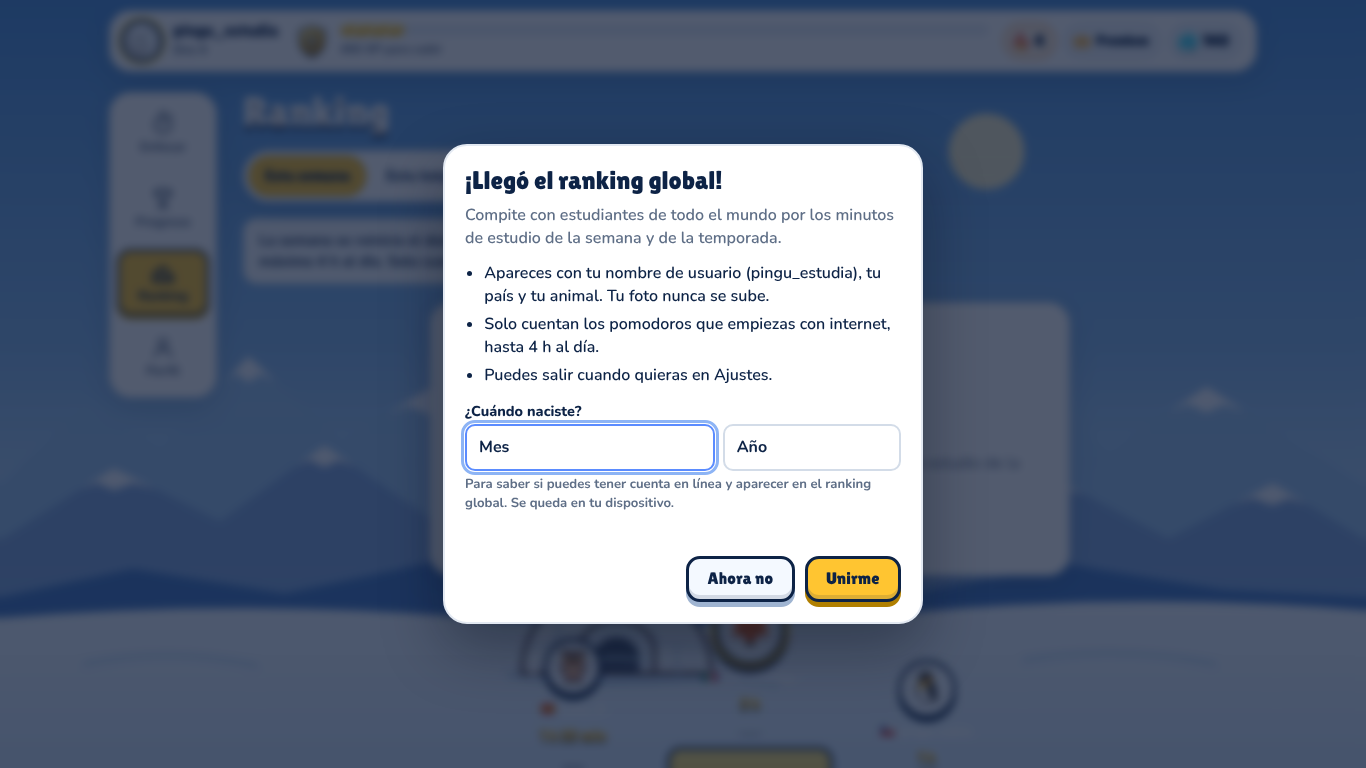 Ranking
¡Llegó el ranking global!
Compite con estudiantes de todo el mundo por los minutos
de estudio de la semana y de la temporada.
• Apareces con tu nombre de usuario (pingu_estudia), tu
país y tu animal. Tu foto nunca se sube.
• Solo cuentan los pomodoros que empiezas con internet,
hasta 4 h al día.
• Puedes salir cuando quieras en Ajustes.
¿Cuándo naciste?
Mes
Año
Para saber si puedes tener cuenta en línea y aparecer en el ranking
global. Se queda en tu dispositivo.
Ahora no
Unirme